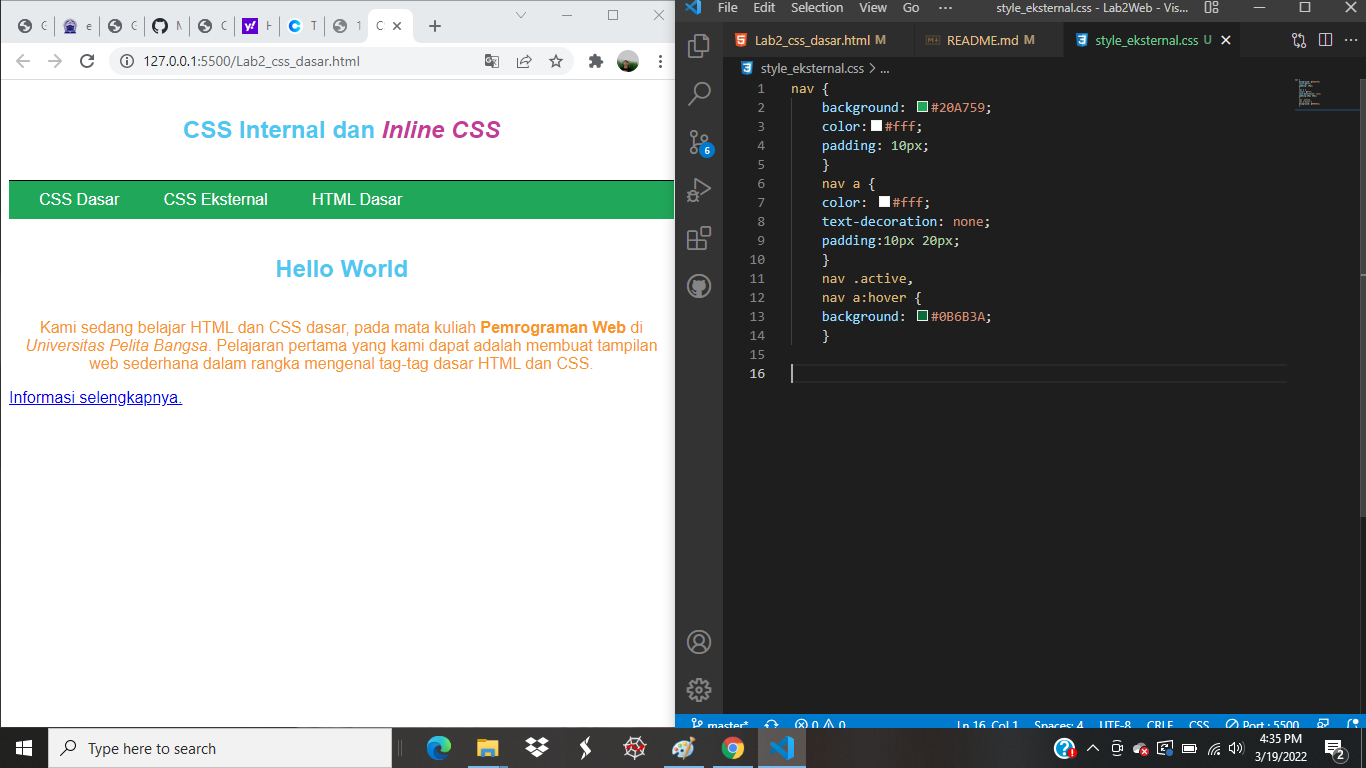 127.0.0.1:5500/Lab2_css_dasar.html
CSS Internal dan Inline CSS
CSS Dasar CSS Eksternal HTML Dasar
Hello World
Kami sedang belajar HTML dan CSS dasar, pada mata kuliah Pemrograman Web di
Universitas Pelita Bangsa. Pelajaran pertama yang kami dapat adalah membuat tampilan
web sederhana dalam rangka mengenal tag-tag dasar HTML dan CSS.
Informasi selengkapnya.
File Edit Selection View Go ··· style_eksternal.css - Lab2Web - Vis...
Lab2_css_dasar.html M README.md M style_eksternal.css U
style_eksternal.css > ...
1 nav {
2 background: #20A759;
3 color: #fff;
4 padding: 10px;
5 }
6 nav a {
7 color: #fff;
8 text-decoration: none;
9 padding:10px 20px;
10 }
11 nav .active,
12 nav a:hover {
13 background: #0B6B3A;
14 }
15
16
6
master* 0 0 Ln 16, Col 1 Spaces: 4 UTF-8 CRLF CSS Port : 5500
Type here to search
4:35 PM
3/19/2022
2